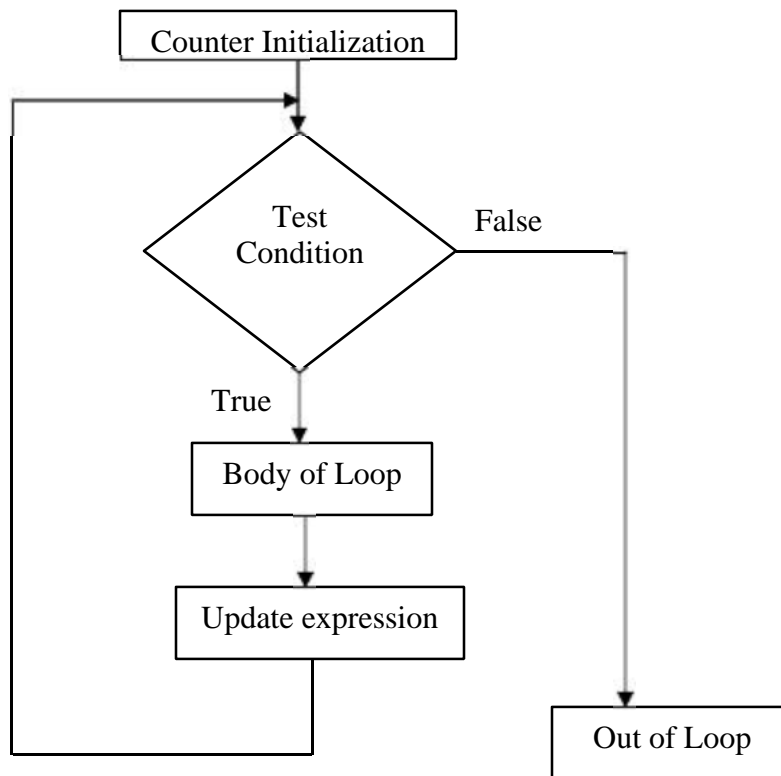 Counter Initialization
Test
Condition
False
True
Body of Loop
Update expression
Out of Loop